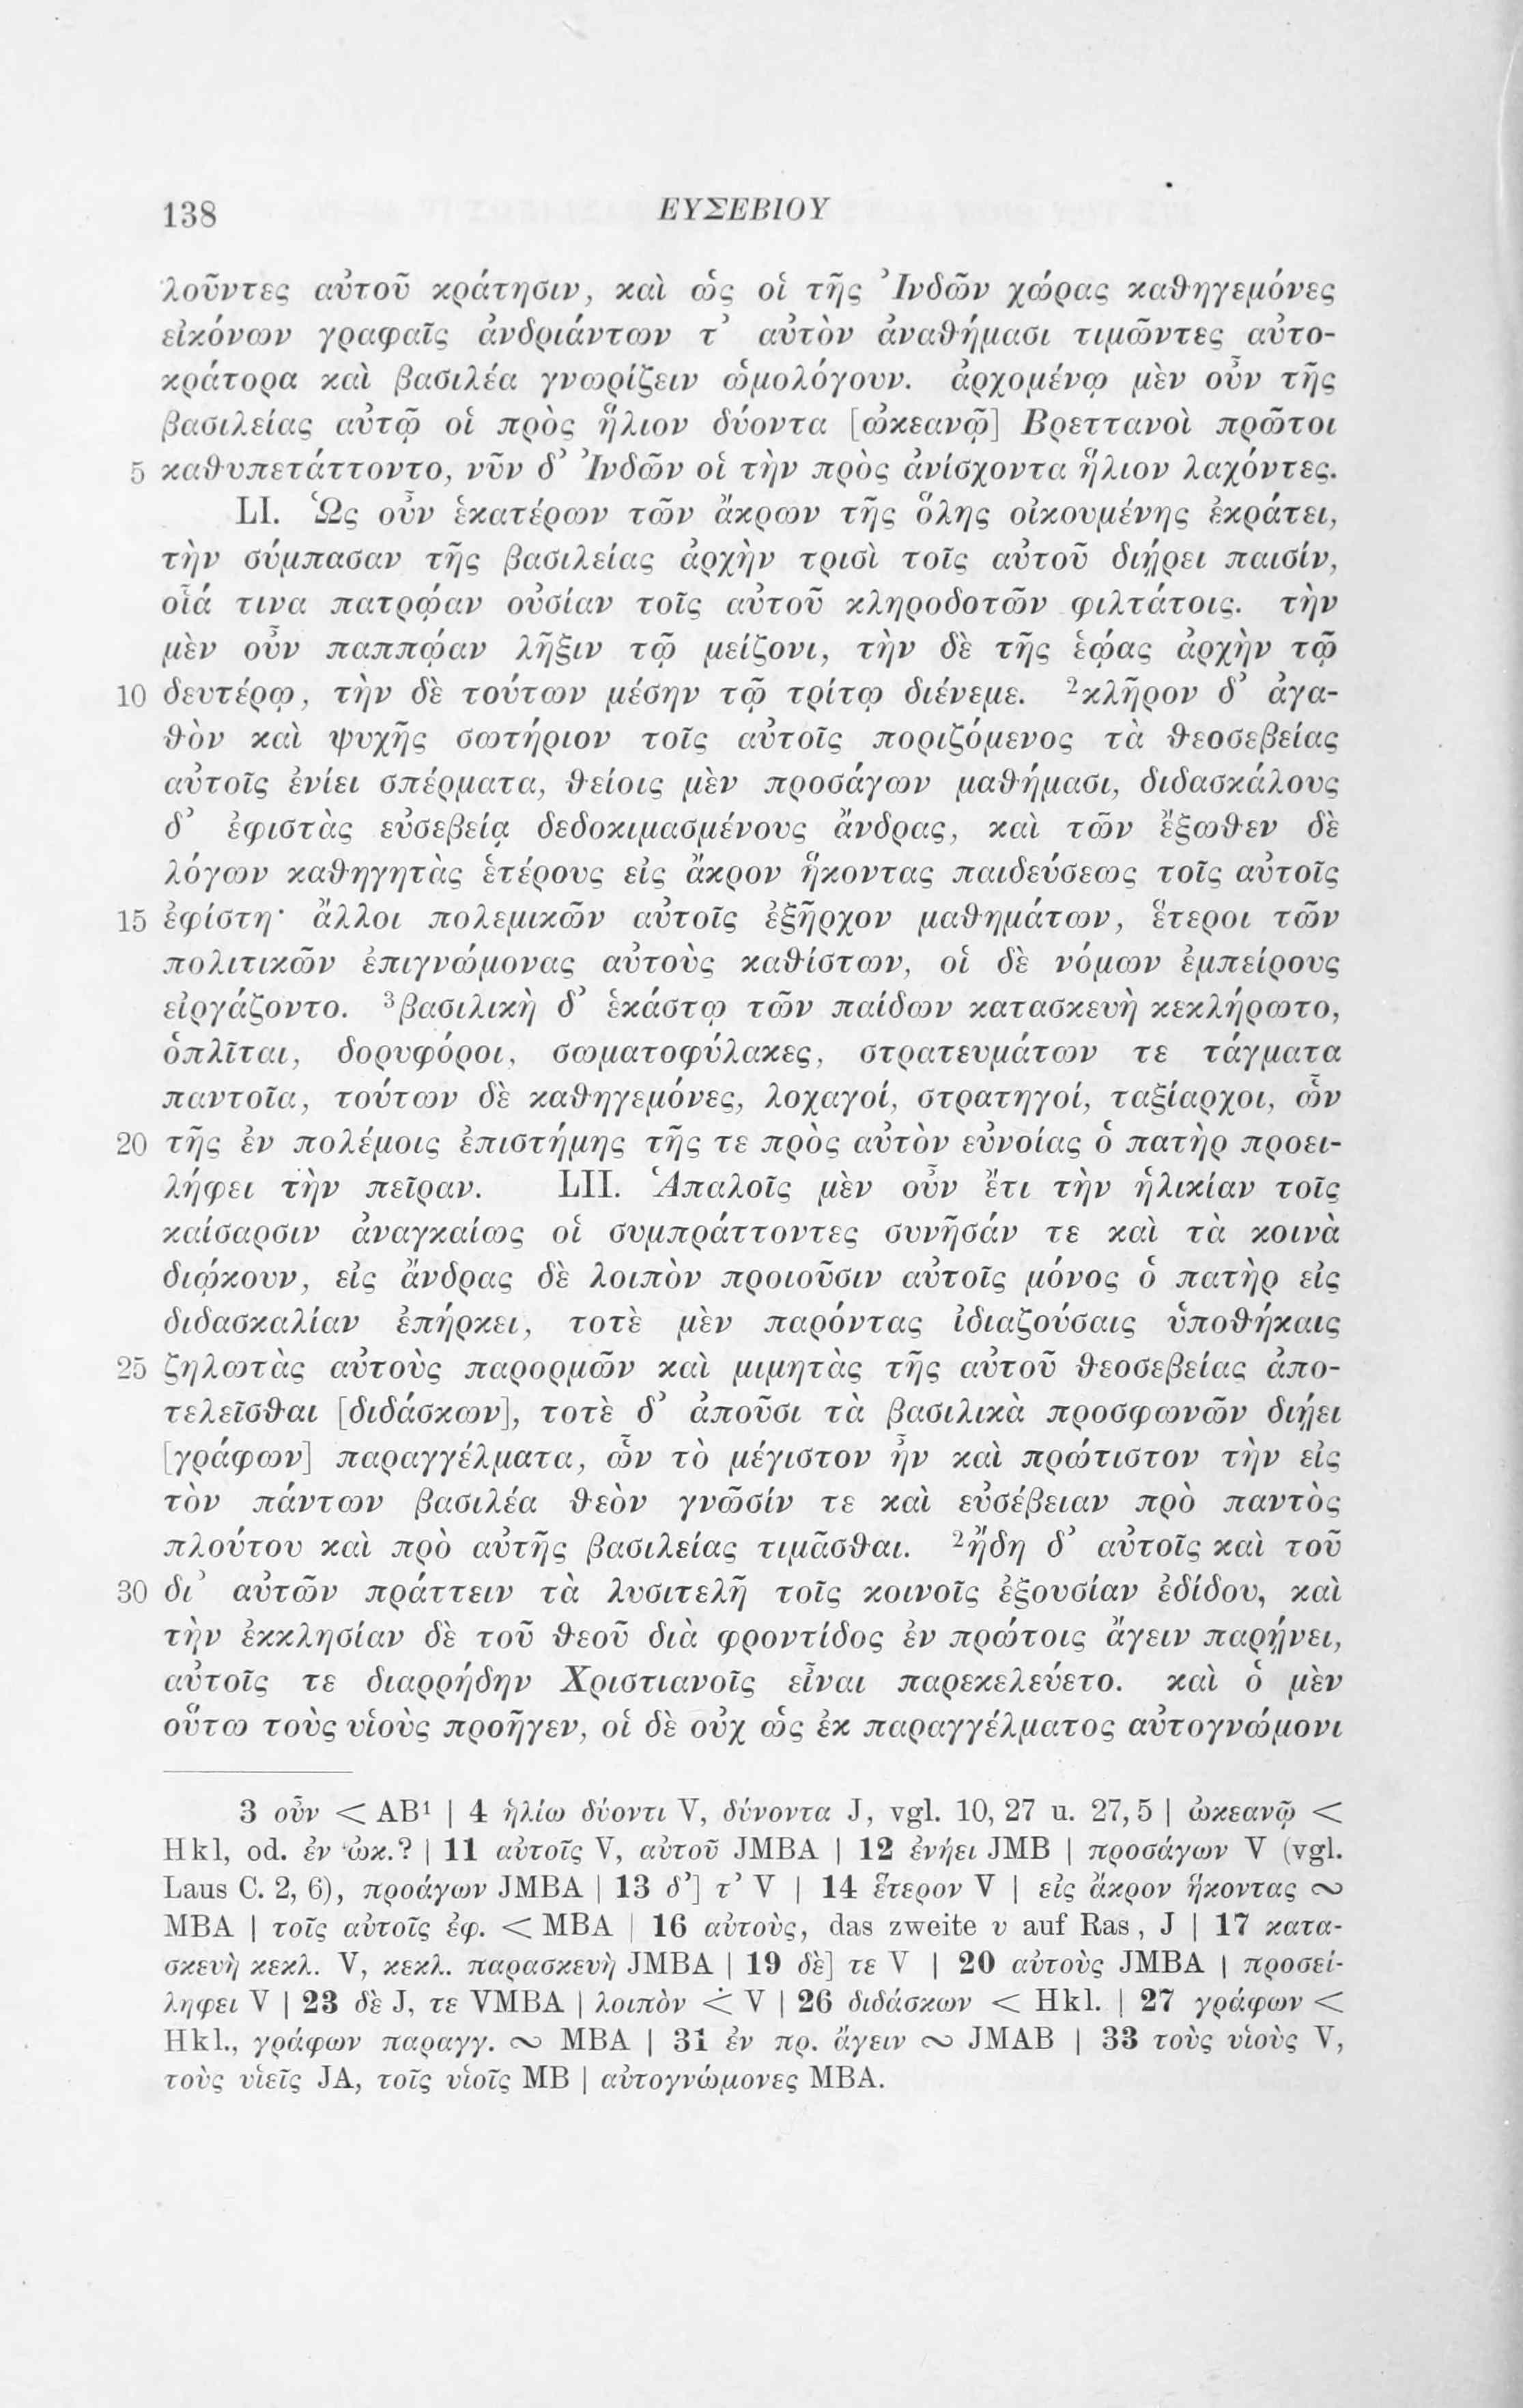 138 ΕΥΣΕΒΙΟΥ
λοῦντες αὐτοῦ κράτησιν, καὶ ὡς οἱ τῆς Ἰνδῶν χώρας καθηγεμόνες
εἰκόνων γραφαῖς ἀνδριάντων τ’ αὐτὸν ἀναθήμασι τιμῶντες αὐτο-
κράτορα καὶ βασιλέα γνωρίζειν ὡμολόγουν. ἀρχομένῳ μὲν οὖν τῆς
βασιλείας αὐτῷ οἱ πρὸς ἥλιον δύοντα [ὠκεανῷ] Βρεττανοὶ πρῶτοι
5 καθυπετάττοντο, νῦν δ’ Ἰνδῶν οἱ τὴν πρὸς ἀνίσχοντα ἥλιον λαχόντες.
LI. Ὡς οὖν ἑκατέρων τῶν ἄκρων τῆς ὅλης οἰκουμένης ἐκράτει,
τὴν σύμπασαν τῆς βασιλείας ἀρχὴν τρισὶ τοῖς αὐτοῦ διῄρει παισίν,
οἷά τινα πατρῴαν οὐσίαν τοῖς αὐτοῦ κληροδοτῶν φιλτάτοις. τὴν
μὲν οὖν παππῴαν λῆξιν τῷ μείζονι, τὴν δὲ τῆς ἑῴας ἀρχὴν τῷ
10 δευτέρῳ, τὴν δὲ τούτων μέσην τῷ τρίτῳ διένεμε. ²κλῆρον δ’ ἀγα-
θὸν καὶ ψυχῆς σωτήριον τοῖς αὐτοῖς ποριζόμενος τὰ θεοσεβείας
αὐτοῖς ἐνίει σπέρματα, θείοις μὲν προσάγων μαθήμασι, διδασκάλους
δ’ ἐφιστὰς εὐσεβείᾳ δεδοκιμασμένους ἄνδρας, καὶ τῶν ἔξωθεν δὲ
λόγων καθηγητὰς ἑτέρους εἰς ἄκρον ἥκοντας παιδεύσεως τοῖς αὐτοῖς
15 ἐφίστη· ἄλλοι πολεμικῶν αὐτοῖς ἐξῆρχον μαθημάτων, ἕτεροι τῶν
πολιτικῶν ἐπιγνώμονας αὐτοὺς καθίστων, οἱ δὲ νόμων ἐμπείρους
εἰργάζοντο. ³βασιλικὴ δ’ ἑκάστῳ τῶν παίδων κατασκευὴ κεκλήρωτο,
ὁπλῖται, δορυφόροι, σωματοφύλακες, στρατευμάτων τε τάγματα
παντοῖα, τούτων δὲ καθηγεμόνες, λοχαγοί, στρατηγοί, ταξίαρχοι, ὧν
20 τῆς ἐν πολέμοις ἐπιστήμης τῆς τε πρὸς αὐτὸν εὐνοίας ὁ πατὴρ προει-
λήφει τὴν πεῖραν. LII. Ἁπαλοῖς μὲν οὖν ἔτι τὴν ἡλικίαν τοῖς
καίσαρσιν ἀναγκαίως οἱ συμπράττοντες συνῆσάν τε καὶ τὰ κοινὰ
διῴκουν, εἰς ἄνδρας δὲ λοιπὸν προιοῦσιν αὐτοῖς μόνος ὁ πατὴρ εἰς
διδασκαλίαν ἐπήρκει, τοτὲ μὲν παρόντας ἰδιαζούσαις ὑποθήκαις
25 ζηλωτὰς αὐτοὺς παρορμῶν καὶ μιμητὰς τῆς αὐτοῦ θεοσεβείας ἀπο-
τελεῖσθαι [διδάσκων], τοτὲ δ’ ἀποῦσι τὰ βασιλικὰ προσφωνῶν διῄει
[γράφων] παραγγέλματα, ὧν τὸ μέγιστον ἦν καὶ πρώτιστον τὴν εἰς
τὸν πάντων βασιλέα θεὸν γνῶσίν τε καὶ εὐσέβειαν πρὸ παντὸς
πλούτου καὶ πρὸ αὐτῆς βασιλείας τιμᾶσθαι. ²ἤδη δ’ αὐτοῖς καὶ τοῦ
30 δι’ αὐτῶν πράττειν τὰ λυσιτελῆ τοῖς κοινοῖς ἐξουσίαν ἐδίδου, καὶ
τὴν ἐκκλησίαν δὲ τοῦ θεοῦ διὰ φροντίδος ἐν πρώτοις ἄγειν παρῄνει,
αὐτοῖς τε διαρρήδην Χριστιανοῖς εἶναι παρεκελεύετο. καὶ ὁ μὲν
οὕτω τοὺς υἱοὺς προῆγεν, οἱ δὲ οὐχ ὡς ἐκ παραγγέλματος αὐτογνώμονι
3 οὖν < AB¹ | 4 ἡλίω δύοντι V, δύνοντα J, vgl. 10, 27 u. 27, 5 | ὠκεανῷ <
Hkl, od. ἐν ὠκ.? | 11 αὐτοῖς V, αὐτοῦ JMBA | 12 ἐνήει JMB | προσάγων V (vgl.
Laus C. 2, 6), προάγων JMBA | 13 δ’] τ’ V | 14 ἕτερον V | εἰς ἄκρον ἥκοντας ∾
MBA | τοῖς αὐτοῖς ἐφ. < MBA | 16 αὐτοὺς, das zweite υ auf Ras, J | 17 κατα-
σκευὴ κεκλ. V, κεκλ. παρασκευὴ JMBA | 19 δὲ] τε V | 20 αὐτοὺς JMBA | προσεί-
ληφει V | 23 δὲ J, τε VMBA | λοιπὸν < V | 26 διδάσκων < Hkl. | 27 γράφων <
Hkl., γράφων παραγγ. ∾ MBA | 31 ἐν πρ. ἄγειν ∾ JMAB | 33 τοὺς υἱοὺς V,
τοὺς υἱεῖς JA, τοῖς υἱοῖς MB | αὐτογνώμονες MBA.